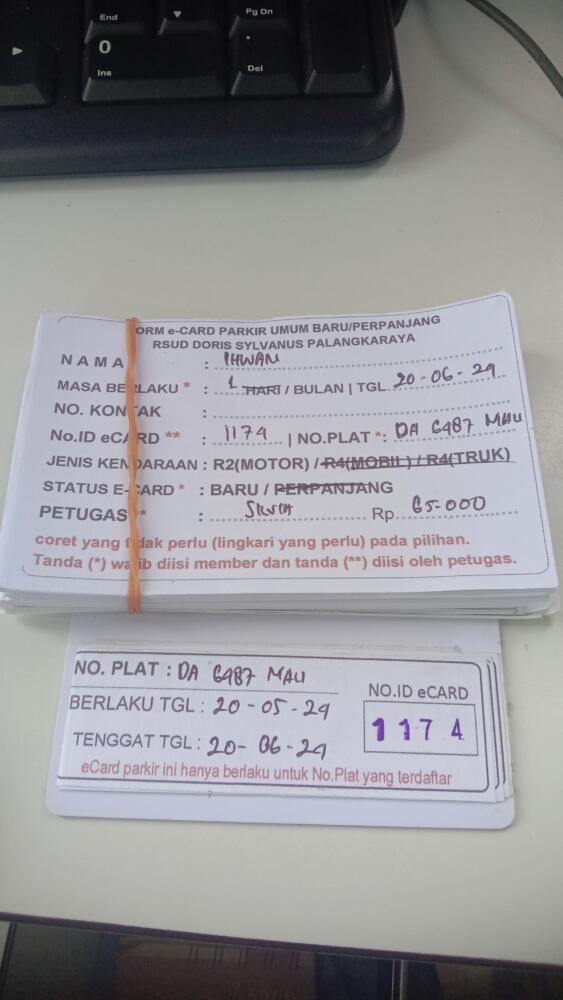 End
Pg Dn
0
Ins
Del
ORM e-CARD PARKIR UMUM BARU/PERPANJANG
RSUD DORIS SYLVANUS PALANGKARAYA
NAMA : IHWAN
MASA BERLAKU * : 1 HARI / BULAN | TGL 20-06-24
NO. KONTAK :
No.ID eCARD ** : 1174 | NO.PLAT *: DA 6487 MAU
JENIS KENDARAAN : R2(MOTOR) / R4(MOBIL) / R4(TRUK)
STATUS E-CARD * : BARU / PERPANJANG
PETUGAS ** : Rp. 65.000
coret yang tidak perlu (lingkari yang perlu) pada pilihan.
Tanda (*) wajib diisi member dan tanda (**) diisi oleh petugas.
NO. PLAT : DA 6487 MAU
BERLAKU TGL : 20-05-24
TENGGAT TGL : 20-06-24
NO.ID eCARD
1174
eCard parkir ini hanya berlaku untuk No.Plat yang terdaftar